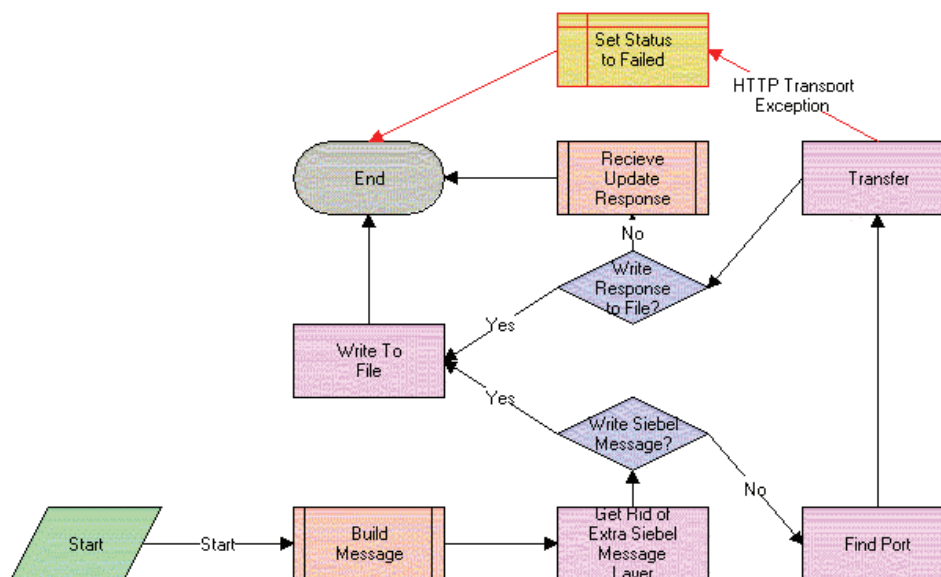 Set Status
to Failed
HTTP Transport
Exception
End
Recieve
Update
Response
Transfer
No
Write
Response
to File?
Yes
Write To
File
Yes
Write Siebel
Message?
No
Start
Start
Build
Message
Get Rid of
Extra Siebel
Message
Layer
Find Port